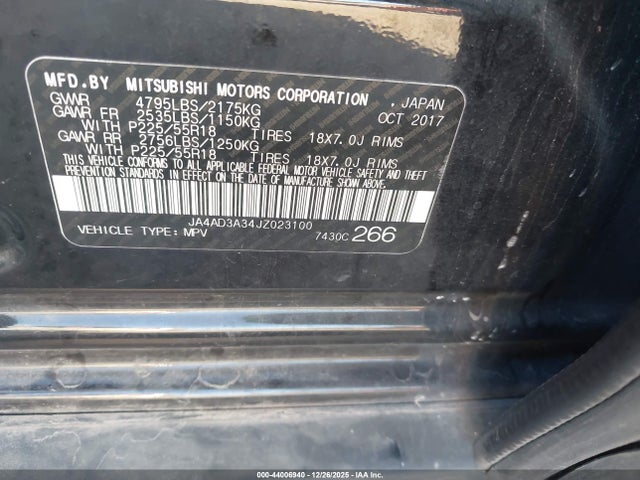 MFD.BY MITSUBISHI MOTORS CORPORATION , JAPAN
GVWR 4795LBS/2175KG OCT 2017
GAWR FR 2535LBS/1150KG
WITH P225/55R18 TIRES 18X7.0J RIMS
GAWR RR 2756LBS/1250KG
WITH P225/55R18 TIRES 18X7.0J RIMS
THIS VEHICLE CONFORMS TO ALL APPLICABLE FEDERAL MOTOR VEHICLE SAFETY AND THEFT
PREVENTION STANDARDS IN EFFECT ON THE DATE OF MANUFACTURE SHOWN ABOVE.
JA4AD3A34JZ023100
VEHICLE TYPE: MPV 7430C 266
000-44006940 - 12/26/2025 - IAA Inc.